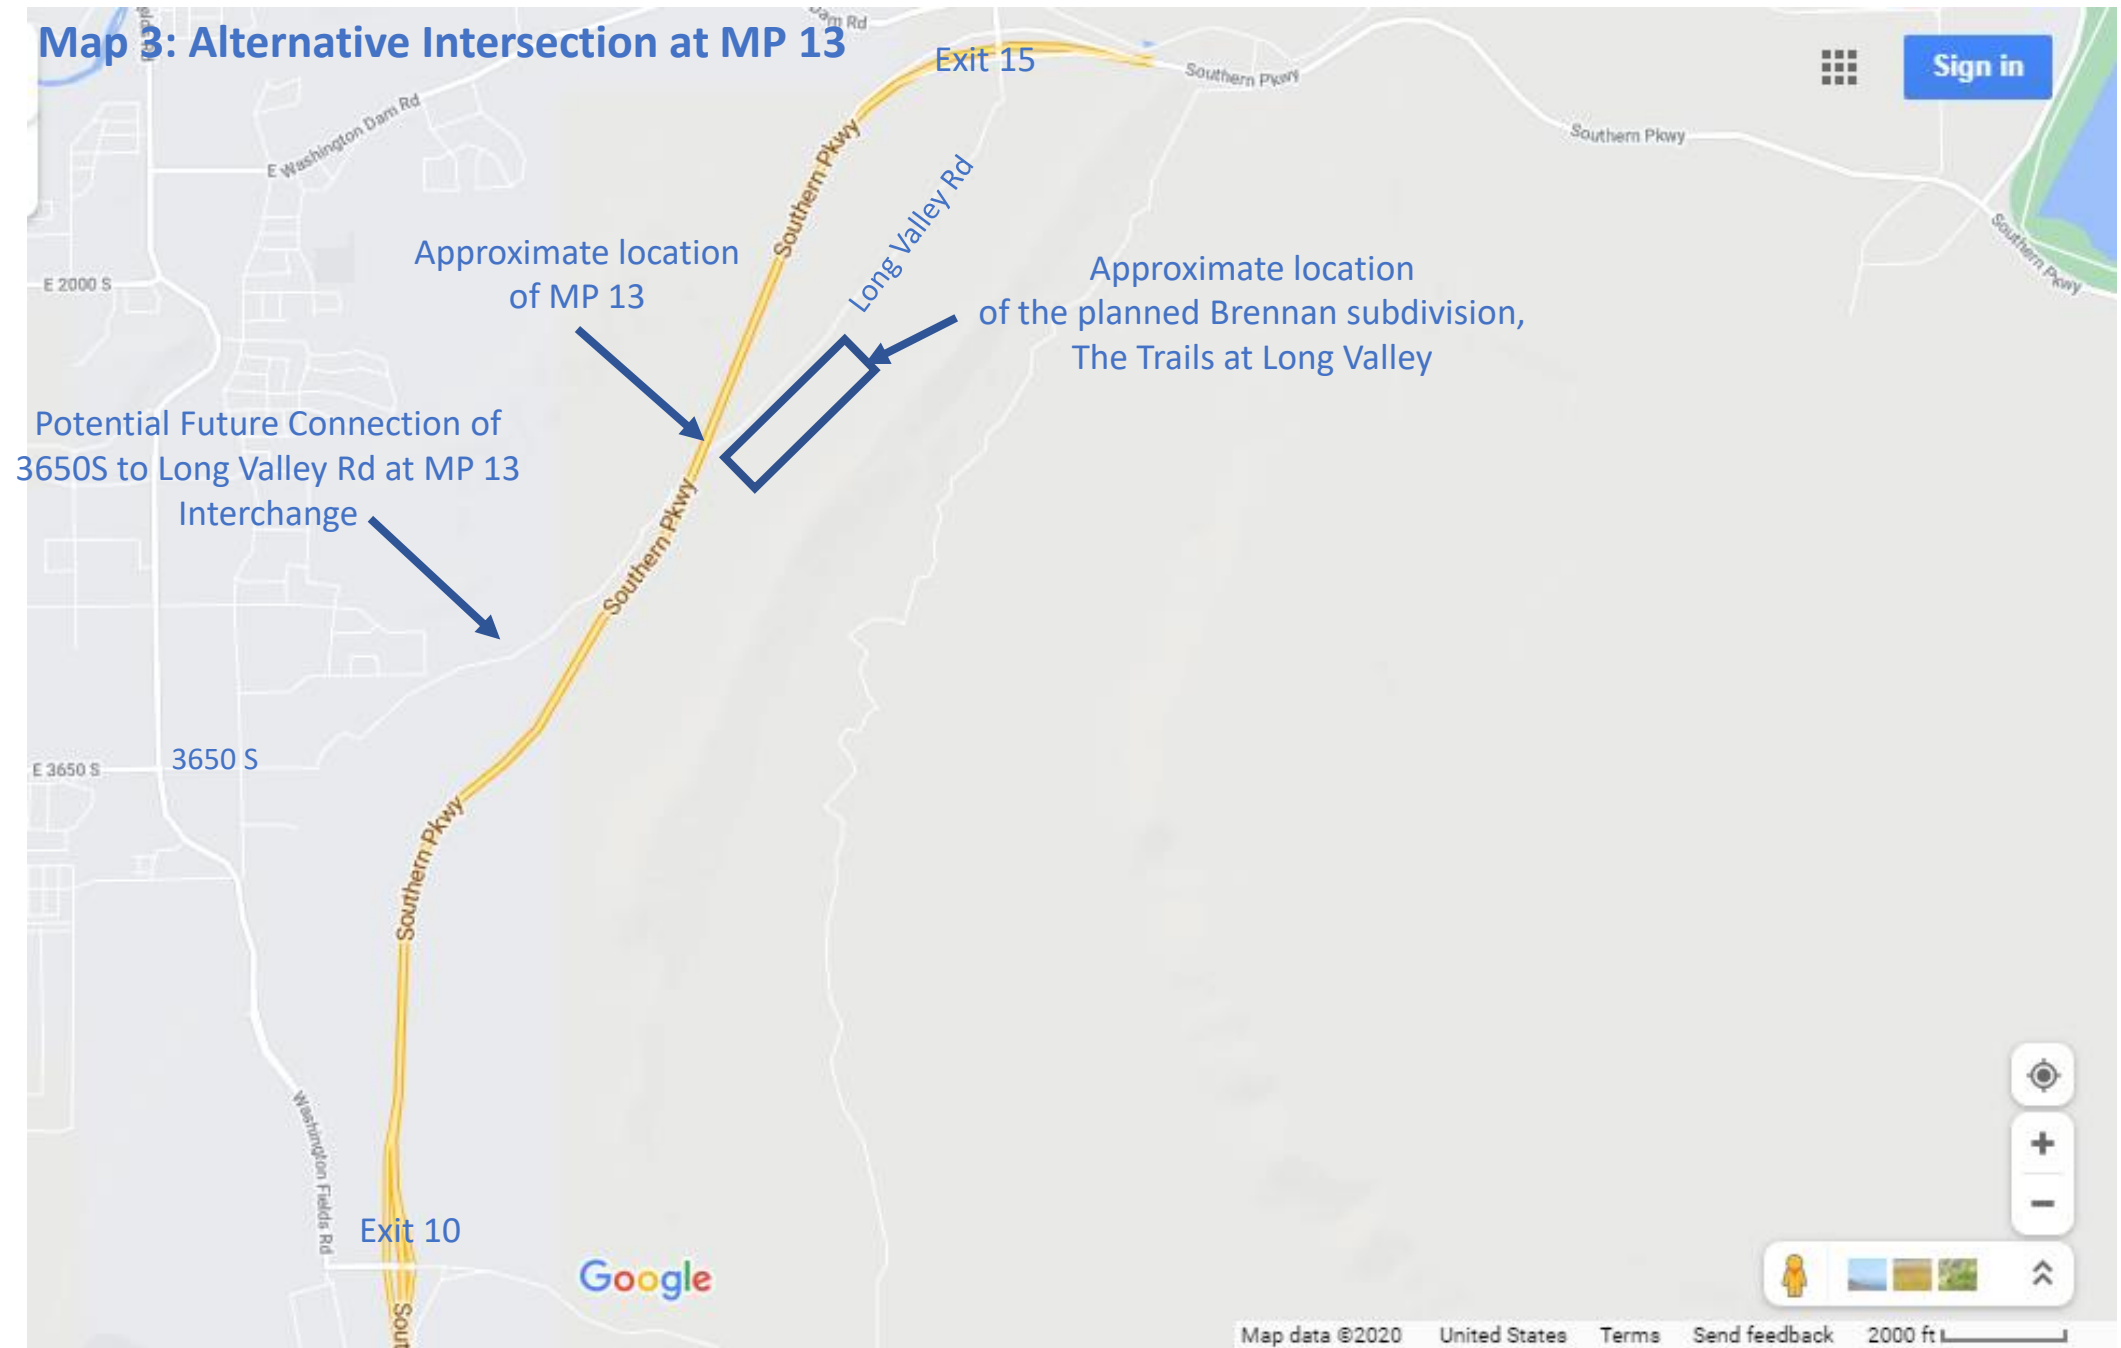 Map 3: Alternative Intersection at MP 13
Dam Rd
Exit 15
Southern Pkwy
Sign in
Southern Pkwy
E Washington Dam Rd
Southern Pkwy
Long Valley Rd
Southern Pkwy
E 2000 S
Approximate location
of MP 13
Approximate location
of the planned Brennan subdivision,
The Trails at Long Valley
Potential Future Connection of
3650S to Long Valley Rd at MP 13
Interchange
Southern Pkwy
E 3650 S
3650 S
Southern Pkwy
Washington Fields Rd
Exit 10
Google
Sout
Map data ©2020 United States Terms Send feedback 2000 ft